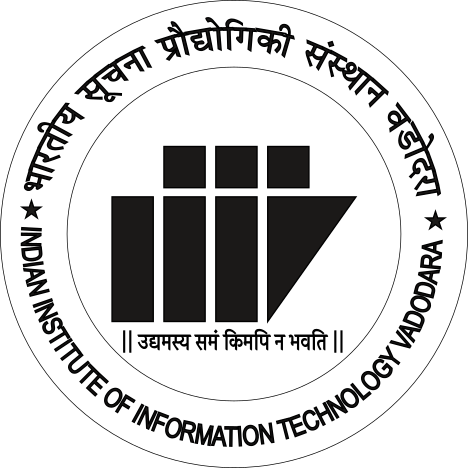 भारतीय सूचना प्रौद्योगिकी संस्थान वडोदरा
|| उद्यमस्य समं किमपि न भवति ||
INDIAN INSTITUTE OF INFORMATION TECHNOLOGY VADODARA